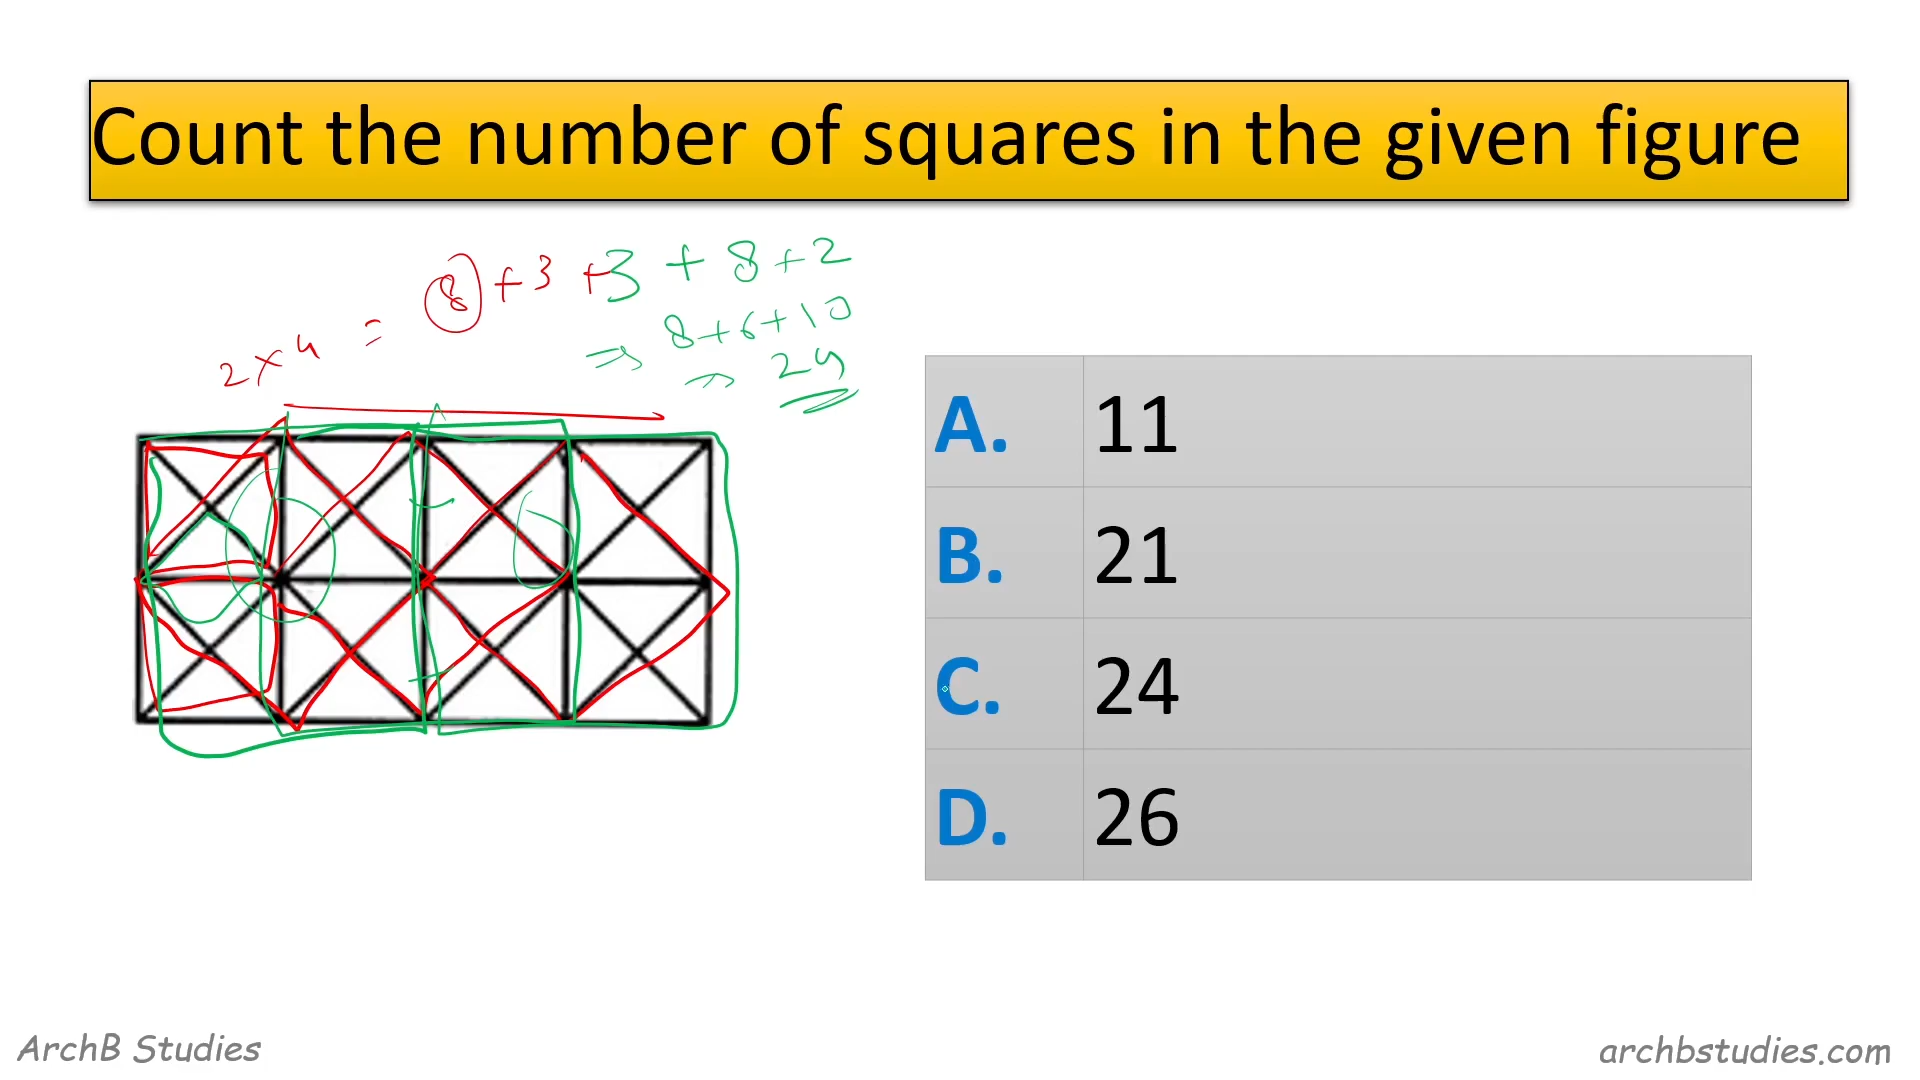 Count the number of squares in the given figure
2 × 4 = 8 + 3 + 3 + 8 + 2
⇒ 8 + 6 + 10
⇒ 24
A. 11
B. 21
C. 24
D. 26
ArchB Studies
archbstudies.com